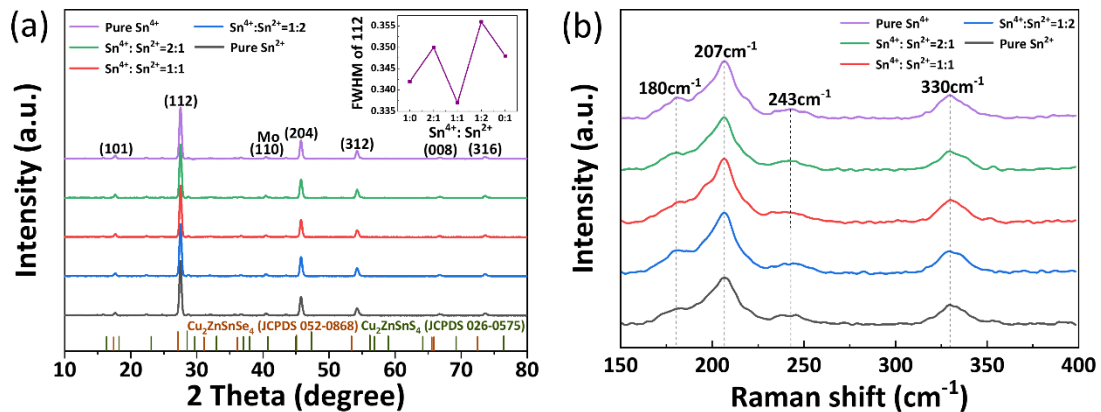 (a)
Pure Sn⁴⁺
Sn⁴⁺: Sn²⁺=2:1
Sn⁴⁺: Sn²⁺=1:1
Sn⁴⁺:Sn²⁺=1:2
Pure Sn²⁺
FWHM of 112
0.355
0.350
0.345
0.340
0.335
1:0 2:1 1:1 1:2 0:1
Sn⁴⁺: Sn²⁺
(101)
(112)
Mo
(110)
(204)
(312)
(008)
(316)
Cu₂ZnSnSe₄ (JCPDS 052-0868)
Cu₂ZnSnS₄ (JCPDS 026-0575)
Intensity (a.u.)
10 20 30 40 50 60 70 80
2 Theta (degree)
(b)
Pure Sn⁴⁺
Sn⁴⁺: Sn²⁺=2:1
Sn⁴⁺: Sn²⁺=1:1
Sn⁴⁺:Sn²⁺=1:2
Pure Sn²⁺
180cm⁻¹
207cm⁻¹
243cm⁻¹
330cm⁻¹
Intensity (a.u.)
150 200 250 300 350 400
Raman shift (cm⁻¹)